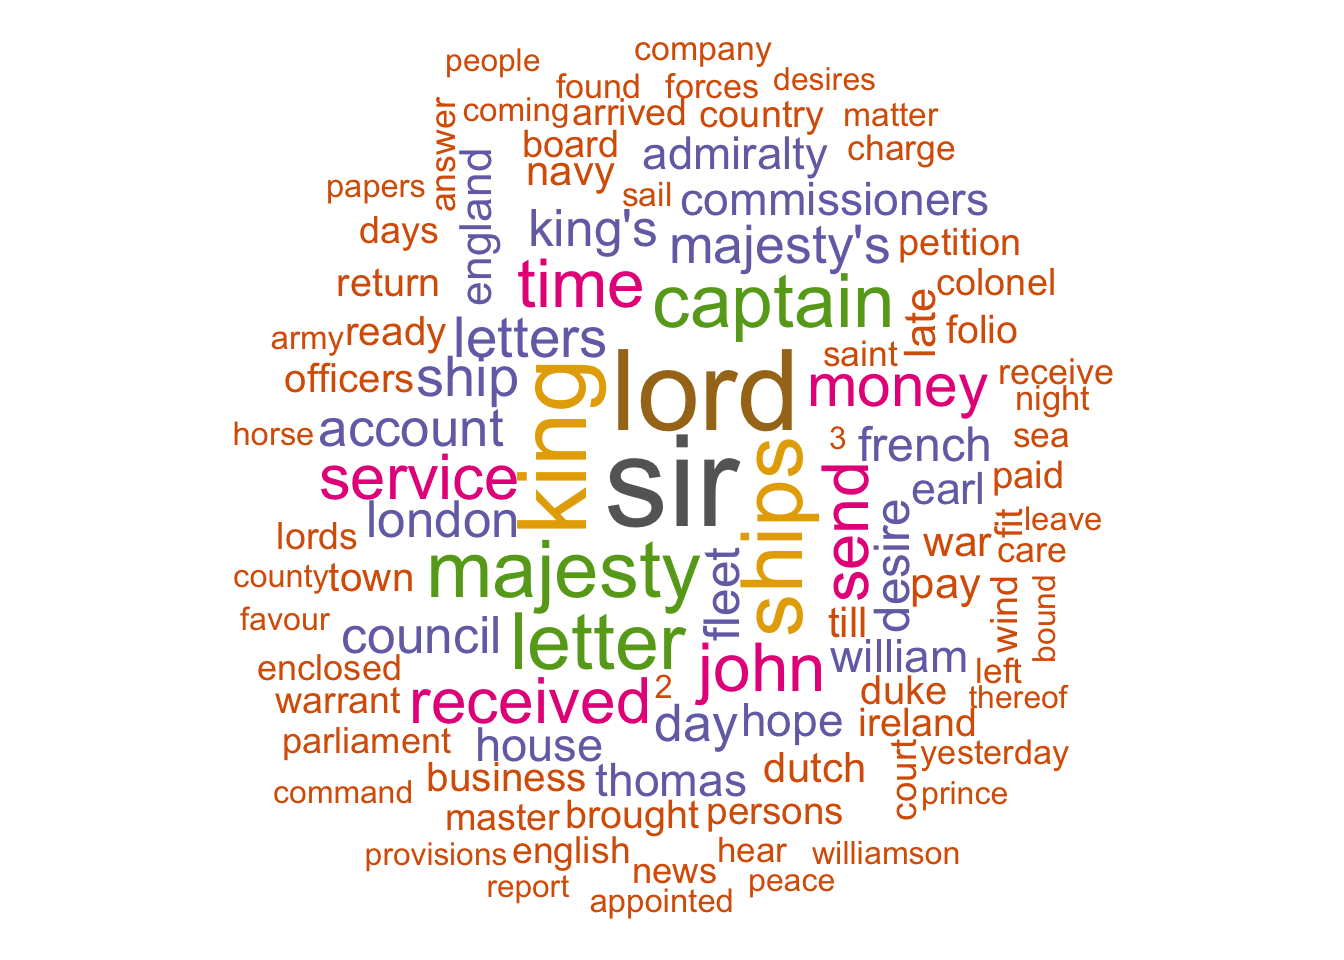 company
people
found forces desires
coming arrived country matter
answer
board admiralty charge
navy
papers sail commissioners
england
days king's majesty's petition
return time captain colonel
late
army ready letters folio
saint
officers ship king lord money receive
night
horse account 3 french sea
service sir ships send earl paid
london desire fit leave
lords war care
county town majesty fleet pay
wind bound
favour council letter till
enclosed john william left
warrant received 2 duke thereof
parliament house day hope ireland
court yesterday
command business thomas dutch prince
master brought persons
provisions english hear williamson
report news peace
appointed